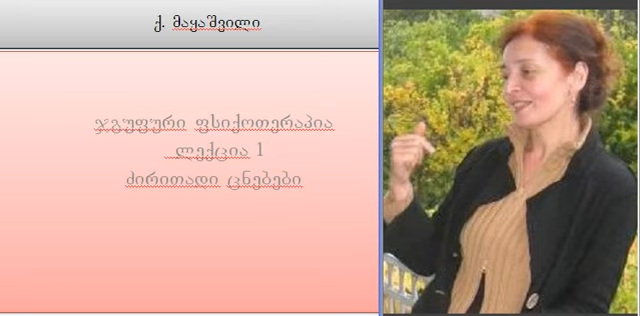 ქ. მაყაშვილი
ჯგუფური ფსიქოთერაპია
ლექცია 1
ძირითადი ცნებები